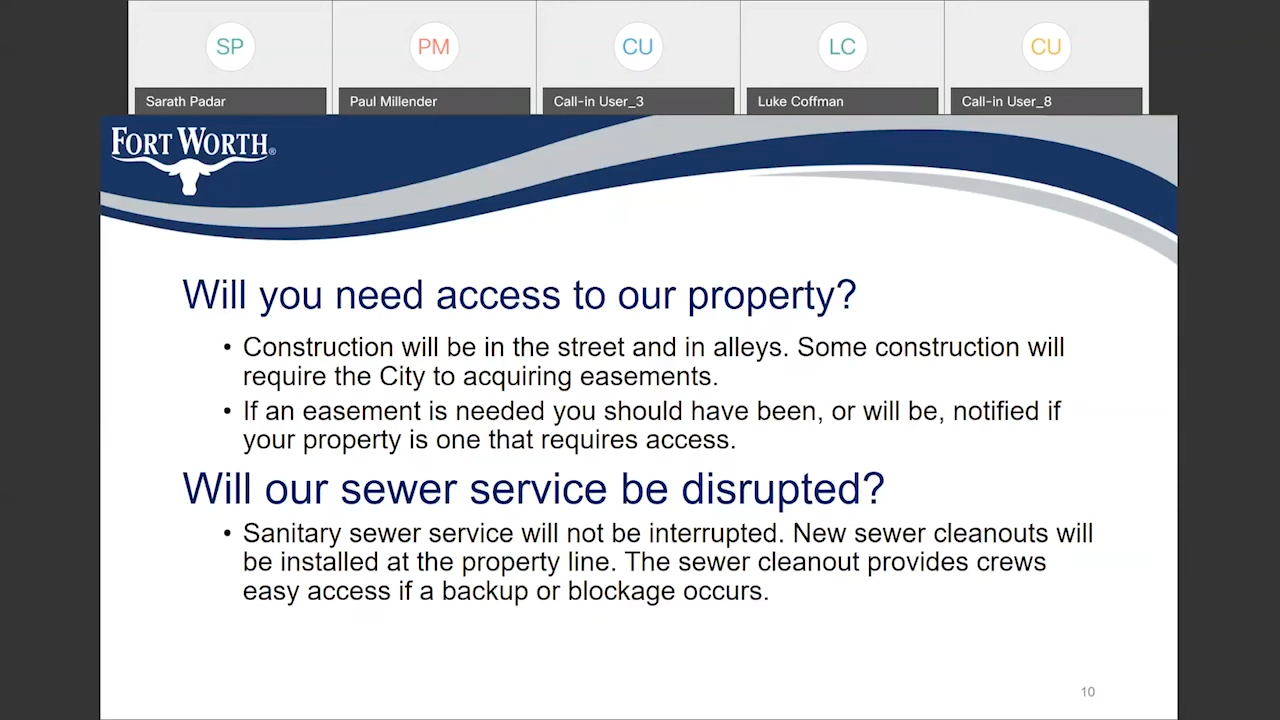 SP
PM
CU
LC
CU
Sarath Padar
Paul Millender
Call-in User_3
Luke Coffman
Call-in User_8
FORT WORTH®
Will you need access to our property?
• Construction will be in the street and in alleys. Some construction will
require the City to acquiring easements.
• If an easement is needed you should have been, or will be, notified if
your property is one that requires access.
Will our sewer service be disrupted?
• Sanitary sewer service will not be interrupted. New sewer cleanouts will
be installed at the property line. The sewer cleanout provides crews
easy access if a backup or blockage occurs.
10